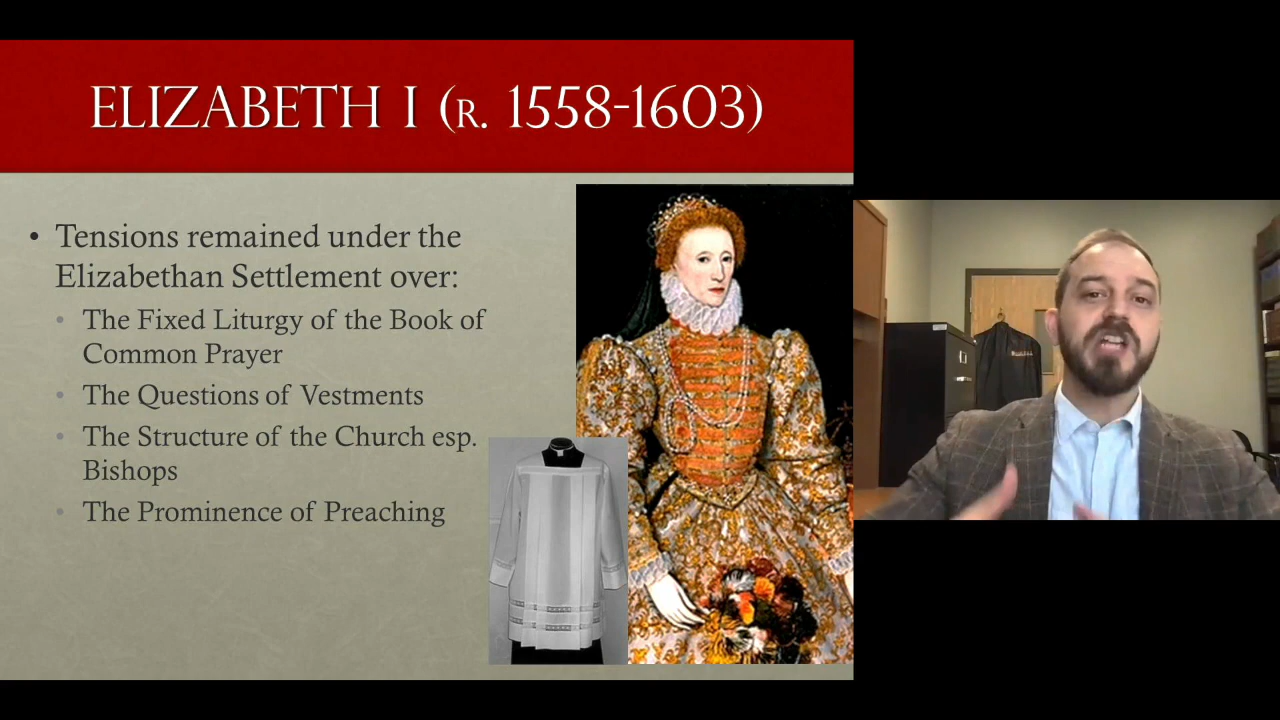 ELIZABETH I (R. 1558-1603)
• Tensions remained under the
Elizabethan Settlement over:
• The Fixed Liturgy of the Book of
Common Prayer
• The Questions of Vestments
• The Structure of the Church esp.
Bishops
• The Prominence of Preaching